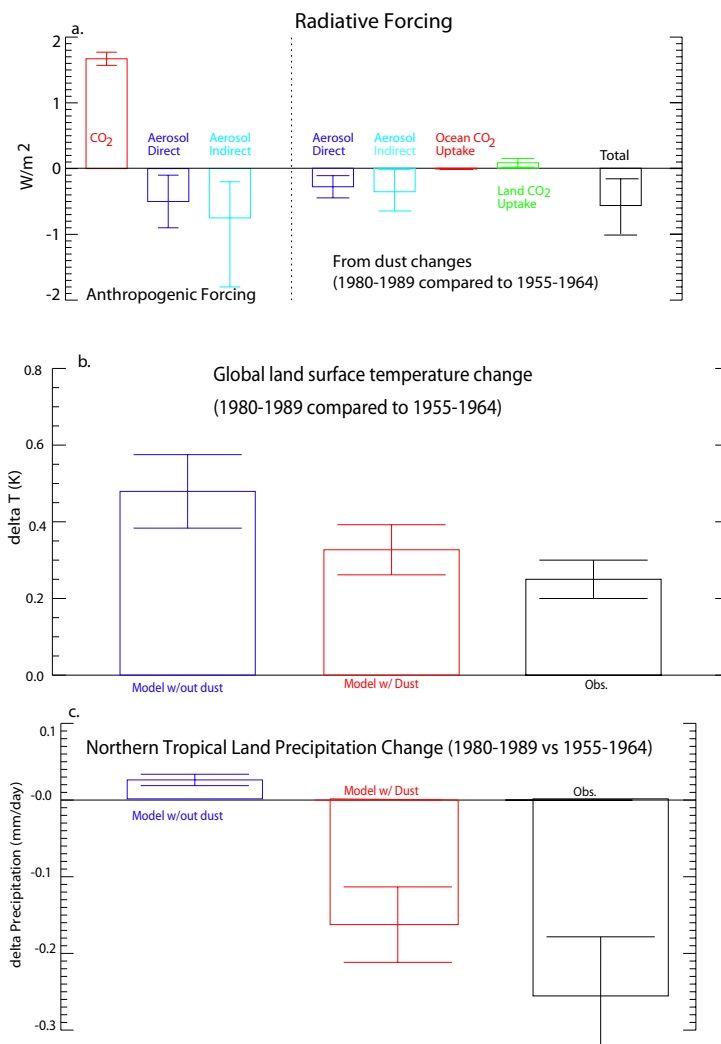 Radiative Forcing
a.
2
1
0
-1
-2
W/m 2
CO2
Aerosol
Direct
Aerosol
Indirect
Aerosol
Direct
Aerosol
Indirect
Ocean CO2
Uptake
Land CO2
Uptake
Total
Anthropogenic Forcing
From dust changes
(1980-1989 compared to 1955-1964)
b.
Global land surface temperature change
(1980-1989 compared to 1955-1964)
0.8
0.6
0.4
0.2
0.0
delta T (K)
Model w/out dust
Model w/ Dust
Obs.
c.
Northern Tropical Land Precipitation Change (1980-1989 vs 1955-1964)
0.1
-0.0
-0.1
-0.2
-0.3
delta Precipitation (mm/day)
Model w/out dust
Model w/ Dust
Obs.